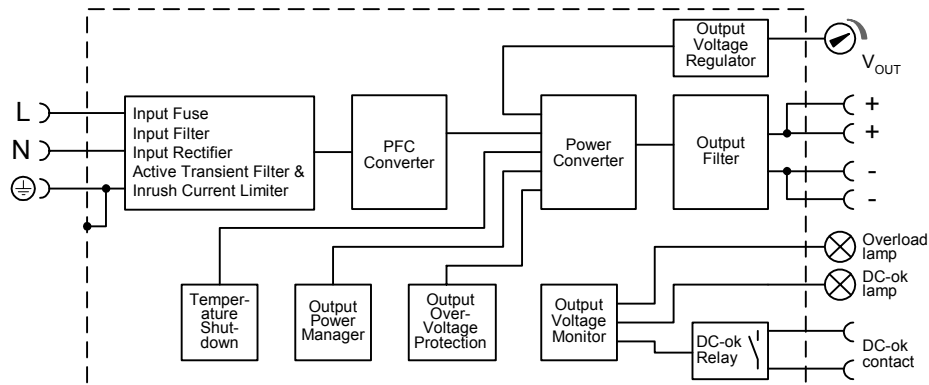 Output
Voltage
Regulator
VOUT
L
N
Input Fuse
Input Filter
Input Rectifier
Active Transient Filter &
Inrush Current Limiter
PFC
Converter
Power
Converter
Output
Filter
+
+
-
-
Temper-
ature
Shut-
down
Output
Power
Manager
Output
Over-
Voltage
Protection
Output
Voltage
Monitor
Overload
lamp
DC-ok
lamp
DC-ok
Relay
DC-ok
contact